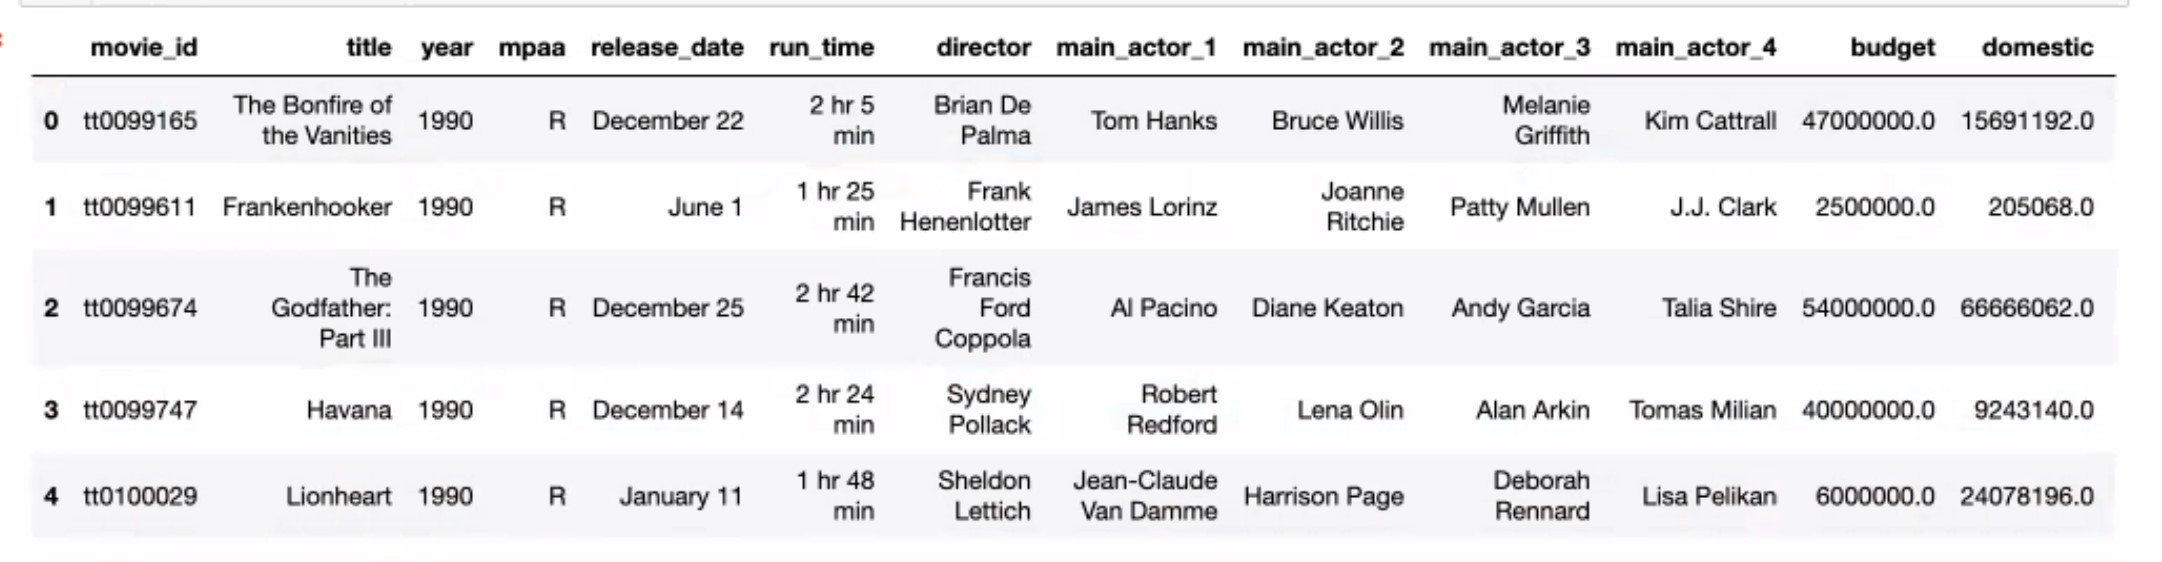 movie_id title year mpaa release_date run_time director main_actor_1 main_actor_2 main_actor_3 main_actor_4 budget domestic
0 tt0099165 The Bonfire of the Vanities 1990 R December 22 2 hr 5 min Brian De Palma Tom Hanks Bruce Willis Melanie Griffith Kim Cattrall 47000000.0 15691192.0
1 tt0099611 Frankenhooker 1990 R June 1 1 hr 25 min Frank Henenlotter James Lorinz Joanne Ritchie Patty Mullen J.J. Clark 2500000.0 205068.0
2 tt0099674 The Godfather: Part III 1990 R December 25 2 hr 42 min Francis Ford Coppola Al Pacino Diane Keaton Andy Garcia Talia Shire 54000000.0 66666062.0
3 tt0099747 Havana 1990 R December 14 2 hr 24 min Sydney Pollack Robert Redford Lena Olin Alan Arkin Tomas Milian 40000000.0 9243140.0
4 tt0100029 Lionheart 1990 R January 11 1 hr 48 min Sheldon Lettich Jean-Claude Van Damme Harrison Page Deborah Rennard Lisa Pelikan 6000000.0 24078196.0